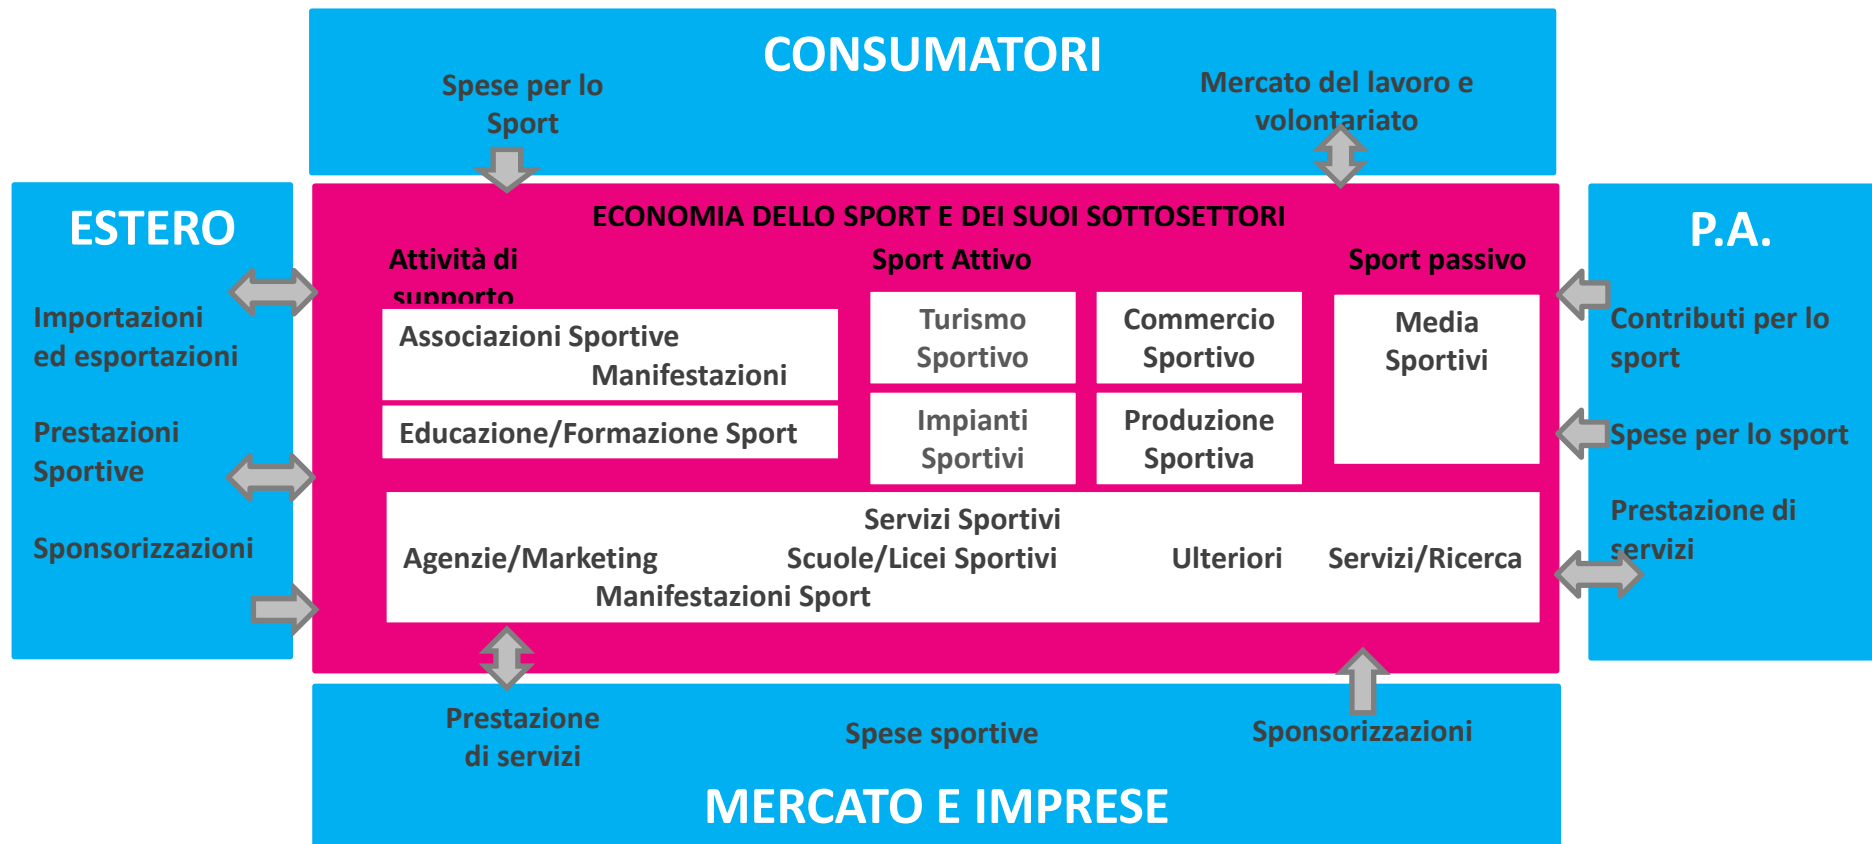 CONSUMATORI
Spese per lo
Sport
Mercato del lavoro e
volontariato
ESTERO
Importazioni
ed esportazioni
Prestazioni
Sportive
Sponsorizzazioni
ECONOMIA DELLO SPORT E DEI SUOI SOTTOSETTORI
Attività di
supporto
Associazioni Sportive
Manifestazioni
Educazione/Formazione Sport
Sport Attivo
Turismo
Sportivo
Commercio
Sportivo
Impianti
Sportivi
Produzione
Sportiva
Sport passivo
Media
Sportivi
Servizi Sportivi
Agenzie/Marketing Scuole/Licei Sportivi Ulteriori Servizi/Ricerca
Manifestazioni Sport
P.A.
Contributi per lo
sport
Spese per lo sport
Prestazione di
servizi
Prestazione
di servizi
Spese sportive
Sponsorizzazioni
MERCATO E IMPRESE